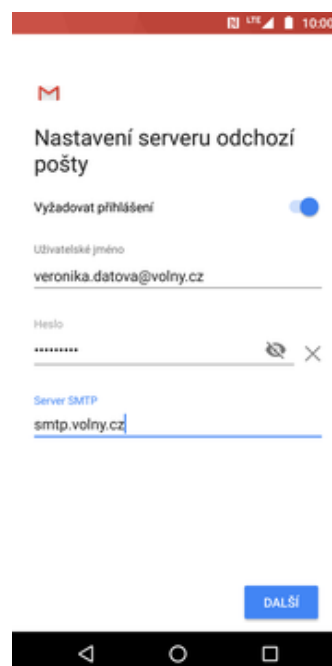 LTE 10:00
Nastavení serveru odchozí
pošty
Vyžadovat přihlášení
Uživatelské jméno
veronika.datova@volny.cz
Heslo
•••••••••
Server SMTP
smtp.volny.cz
DALŠÍ